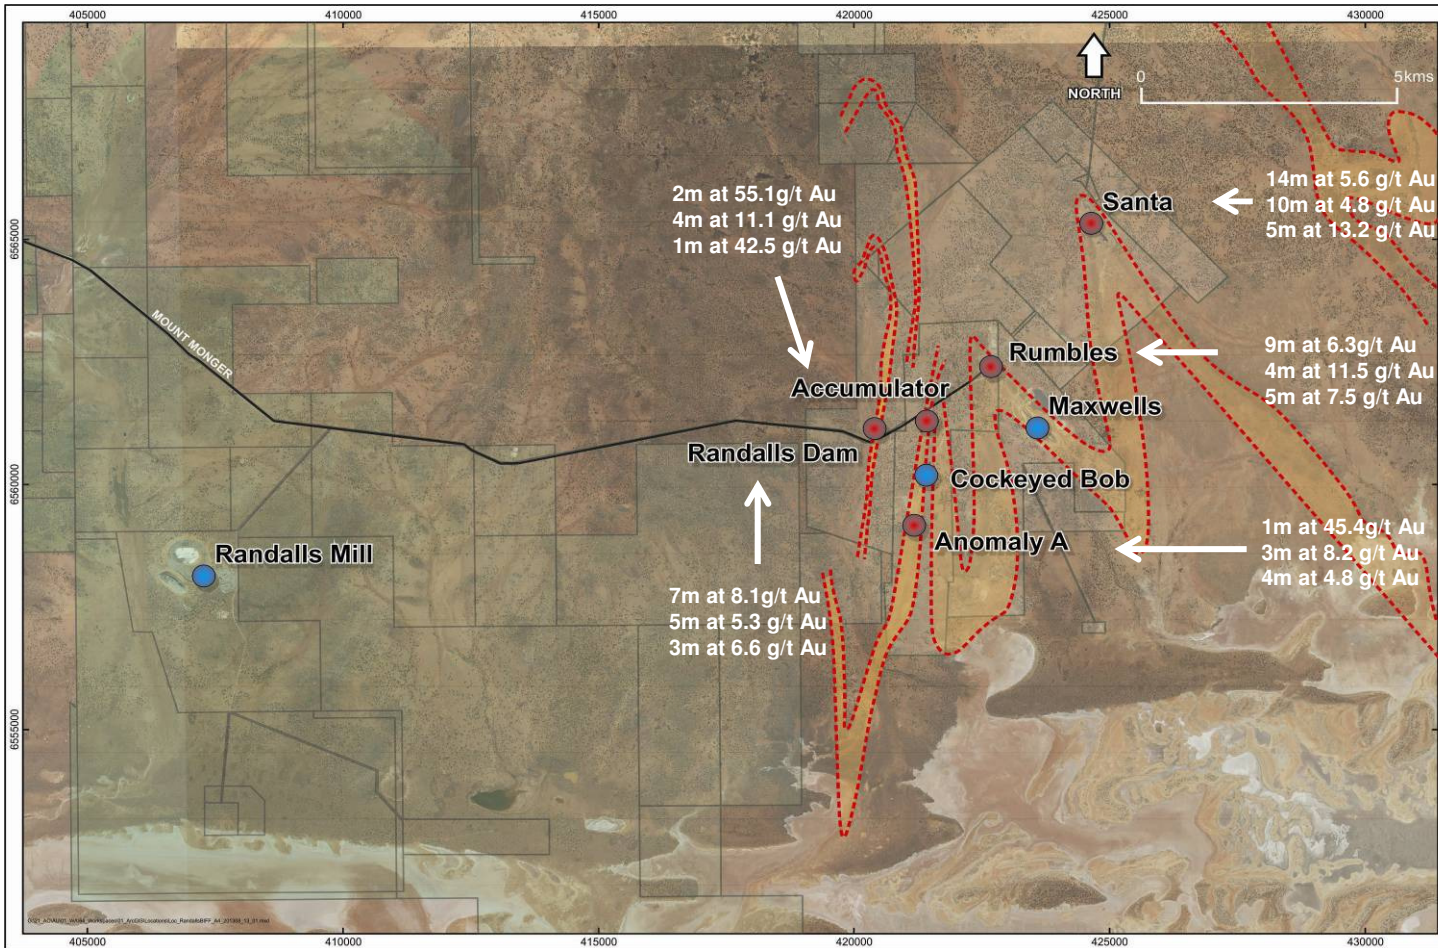 405000
410000
415000
420000
425000
430000
NORTH
0
5kms
2m at 55.1g/t Au
4m at 11.1 g/t Au
1m at 42.5 g/t Au
Santa
14m at 5.6 g/t Au
10m at 4.8 g/t Au
5m at 13.2 g/t Au
6565000
MOUNT MONGER
Rumbles
9m at 6.3g/t Au
4m at 11.5 g/t Au
5m at 7.5 g/t Au
Accumulator
Maxwells
Randalls Dam
Cockeyed Bob
6560000
Anomaly A
1m at 45.4g/t Au
3m at 8.2 g/t Au
4m at 4.8 g/t Au
Randalls Mill
7m at 8.1g/t Au
5m at 5.3 g/t Au
3m at 6.6 g/t Au
6555000
405000
410000
415000
420000
425000
430000